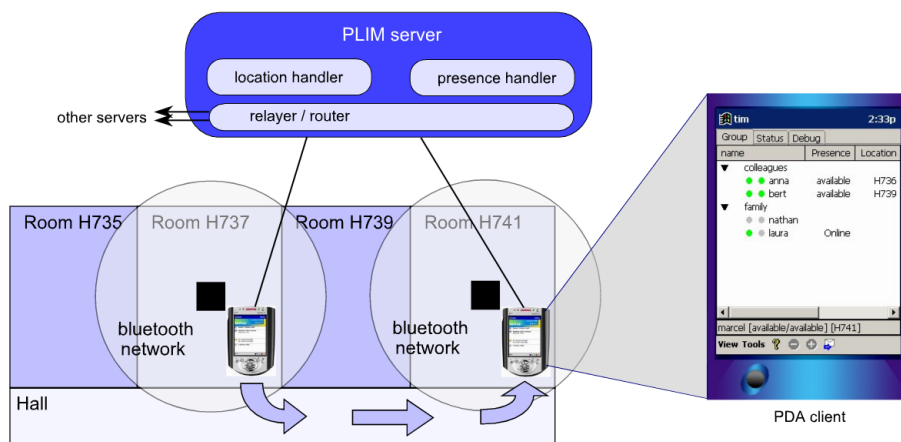 PLIM server
location handler
presence handler
relayer / router
other servers
Room H735
Room H737
Room H739
Room H741
bluetooth
network
bluetooth
network
Hall
tim 2:33p
Group Status Debug
name Presence Location
colleagues
anna available H736
bert available H739
family
nathan
laura Online
marcel [available/available] [H741]
View Tools ?
PDA client